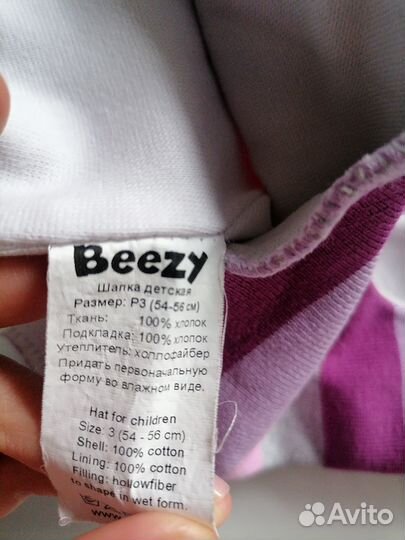 Beezy
Шапка детская
Размер: Р3 (54-56 см)
Ткань: 100% хлопок
Подкладка: 100% хлопок
Утеплитель: холлофайбер
Придать первоначальную
форму во влажном виде.
Hat for children
Size: 3 (54 - 56 cm)
Shell: 100% cotton
Lining: 100% cotton
Filling: hollowfiber
to shape in wet form.
Avito